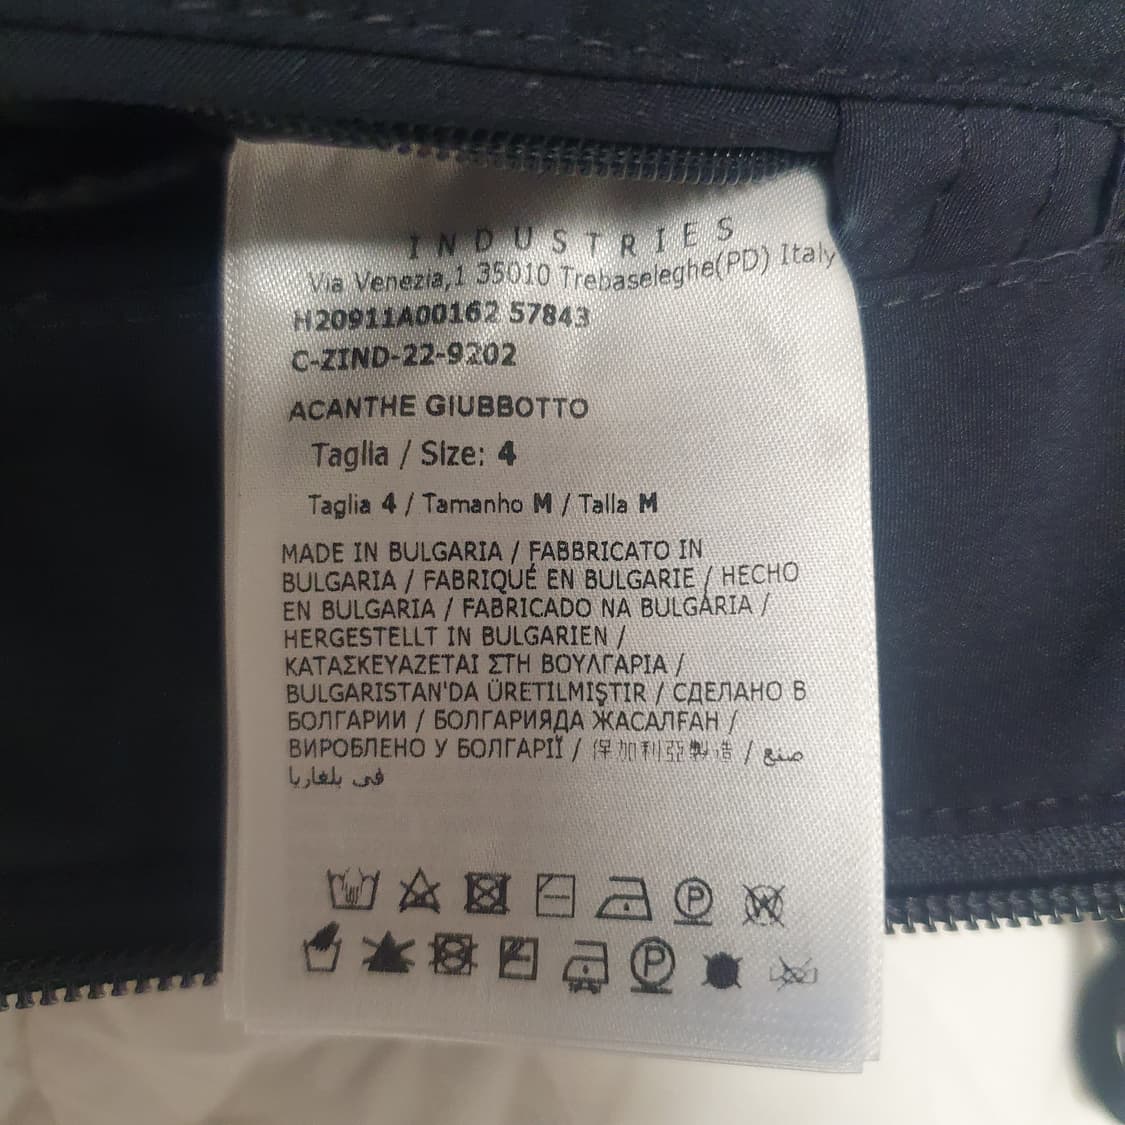 INDUSTRIES
Via Venezia,1 35010 Trebaseleghe(PD) Italy
H20911A00162 57843
C-ZIND-22-9202
ACANTHE GIUBBOTTO
Taglia / Size: 4
Taglia 4 / Tamanho M / Talla M
MADE IN BULGARIA / FABBRICATO IN
BULGARIA / FABRIQUÉ EN BULGARIE / HECHO
EN BULGARIA / FABRICADO NA BULGÁRIA /
HERGESTELLT IN BULGARIEN /
ΚΑΤΑΣΚΕΥΑΖΕΤΑΙ ΣΤΗ ΒΟΥΛΓΑΡΙΑ /
BULGARISTAN'DA ÜRETILMIŞTIR / СДЕЛАНО В
БОЛГАРИИ / БОЛГАРИЯДА ЖАСАЛҒАН /
ВИРОБЛЕНО У БОЛГАРІЇ / 保加利亞製造 / صنع
في بلغاريا
P W
P